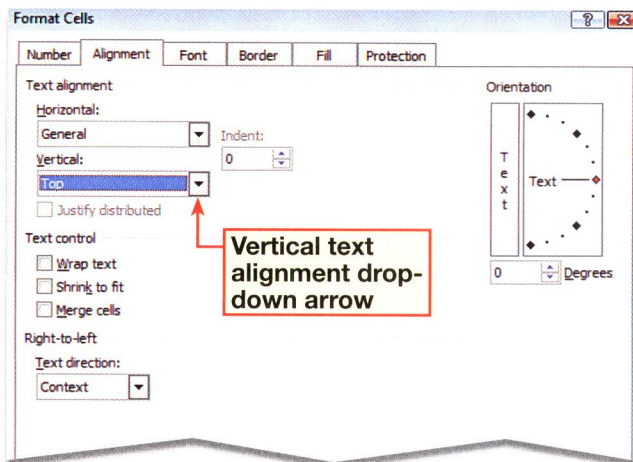 Format Cells
Number Alignment Font Border Fill Protection
Text alignment
Horizontal:
General
Indent:
0
Vertical:
Top
Justify distributed
Text control
Wrap text
Shrink to fit
Merge cells
Right-to-left
Text direction:
Context
Vertical text
alignment drop-
down arrow
Orientation
Text
Text
0 Degrees